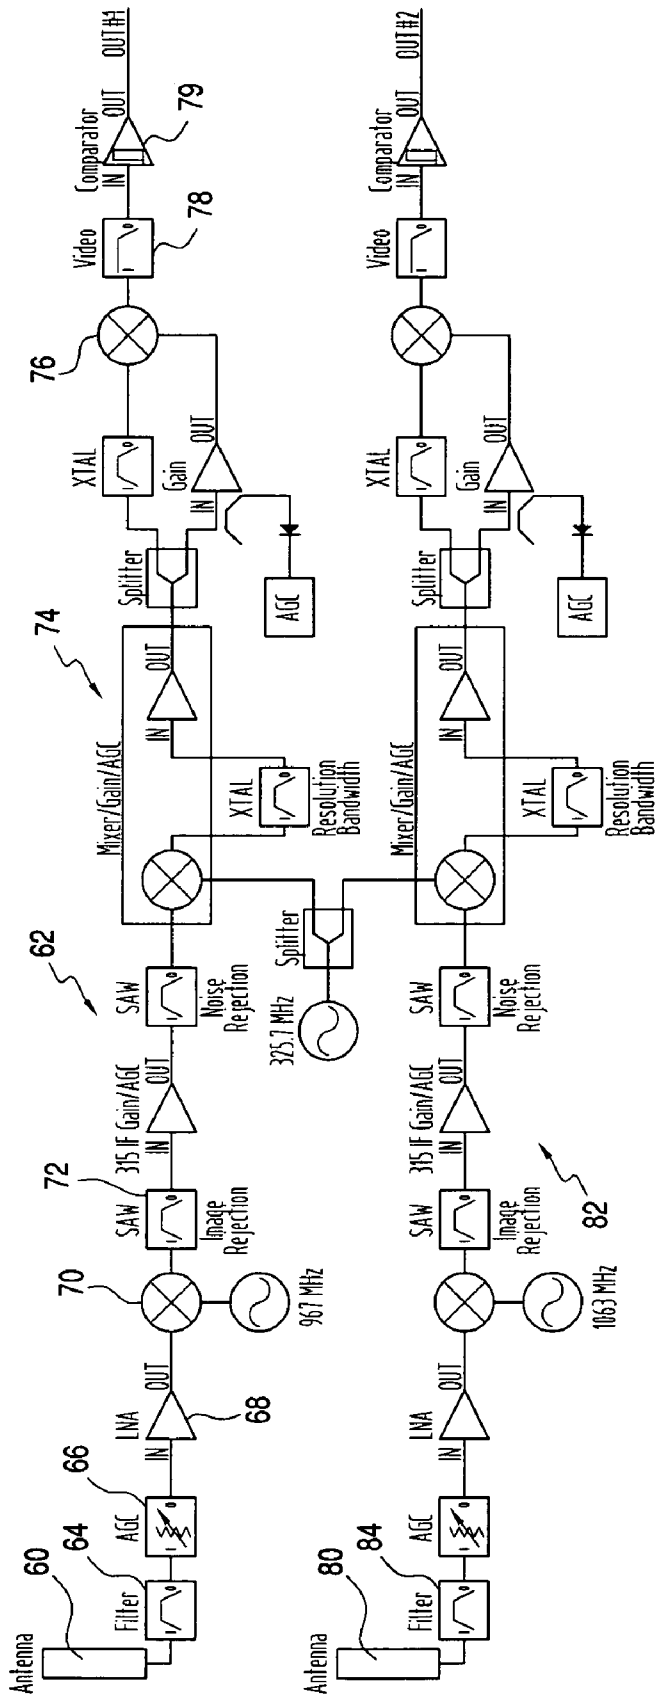 Antenna
60
Filter
64
AGC
66
LNA
IN
OUT
68
70
967 MHz
SAW
72
Image
Rejection
315 IF Gain/AGC
IN
OUT
62
SAW
Noise
Rejection
74
Mixer/Gain/AGC
IN
OUT
XTAL
Resolution
Bandwidth
Splitter
AGC
XTAL
Gain
IN
OUT
76
Video
78
Comparator
IN
OUT
79
OUT#1
325.7 MHz
Splitter
Antenna
80
Filter
84
AGC
LNA
IN
OUT
1063 MHz
SAW
Image
Rejection
82
315 IF Gain/AGC
IN
OUT
SAW
Noise
Rejection
Mixer/Gain/AGC
IN
OUT
XTAL
Resolution
Bandwidth
Splitter
AGC
XTAL
Gain
IN
OUT
Video
Comparator
IN
OUT
OUT#2